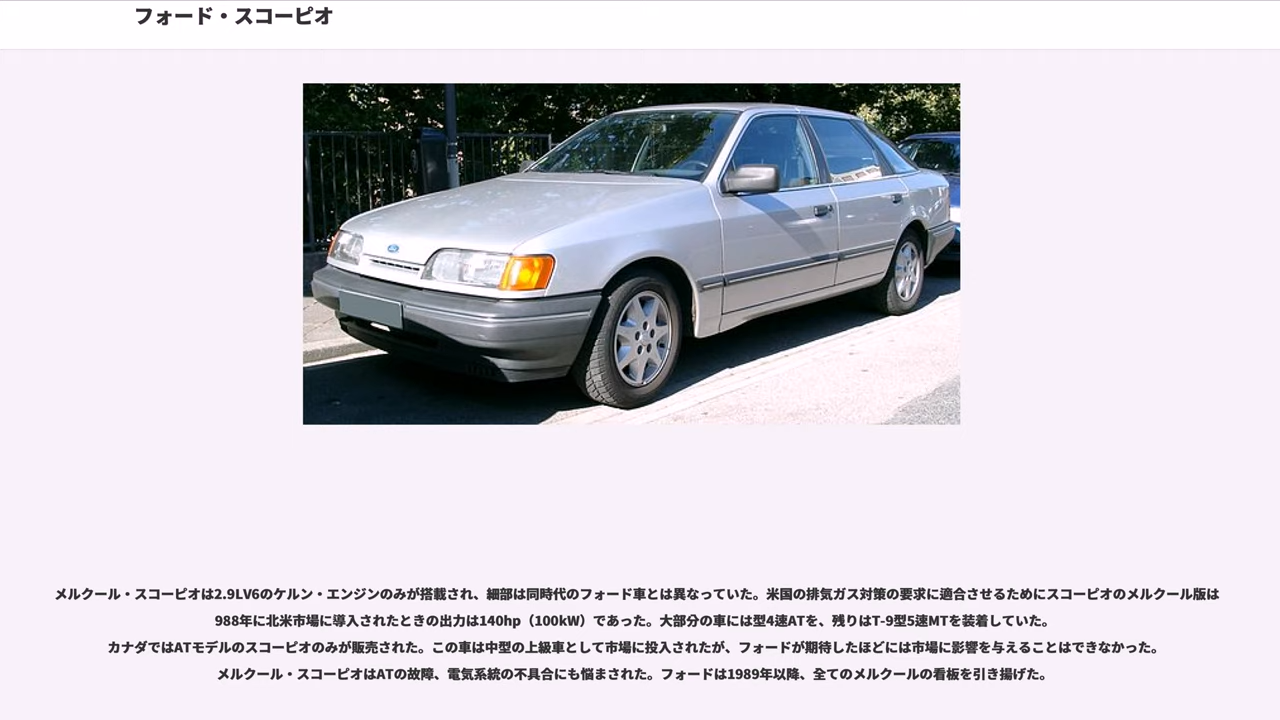 フォード・スコーピオ
メルクール・スコーピオは2.9LV6のケルン・エンジンのみが搭載され、細部は同時代のフォード車とは異なっていた。米国の排気ガス対策の要求に適合させるためにスコーピオのメルクール版は
988年に北米市場に導入されたときの出力は140hp（100kW）であった。大部分の車には型4速ATを、残りはT-9型5速MTを装着していた。
カナダではATモデルのスコーピオのみが販売された。この車は中型の上級車として市場に投入されたが、フォードが期待したほどには市場に影響を与えることはできなかった。
メルクール・スコーピオはATの故障、電気系統の不具合にも悩まされた。フォードは1989年以降、全てのメルクールの看板を引き揚げた。